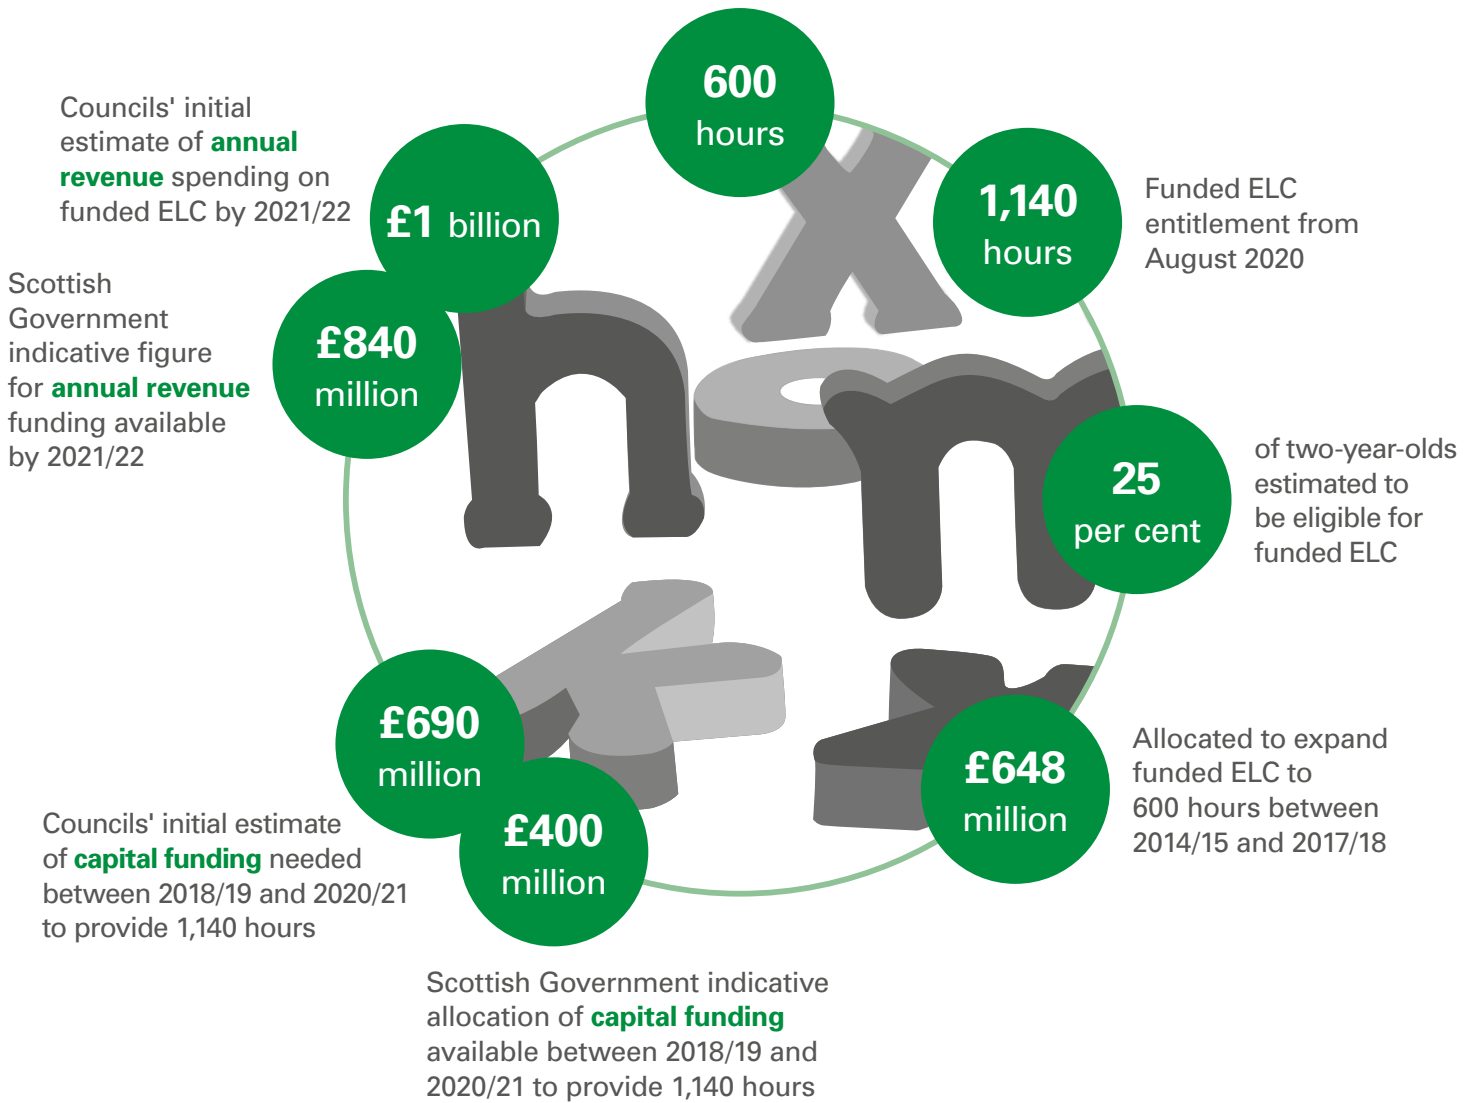 600
hours
1,140
hours
Funded ELC
entitlement from
August 2020
25
per cent
of two-year-olds
estimated to
be eligible for
funded ELC
£648
million
Allocated to expand
funded ELC to
600 hours between
2014/15 and 2017/18
£400
million
Scottish Government indicative
allocation of capital funding
available between 2018/19 and
2020/21 to provide 1,140 hours
£690
million
Councils' initial estimate
of capital funding needed
between 2018/19 and 2020/21
to provide 1,140 hours
£840
million
Scottish
Government
indicative figure
for annual revenue
funding available
by 2021/22
£1 billion
Councils' initial
estimate of annual
revenue spending on
funded ELC by 2021/22